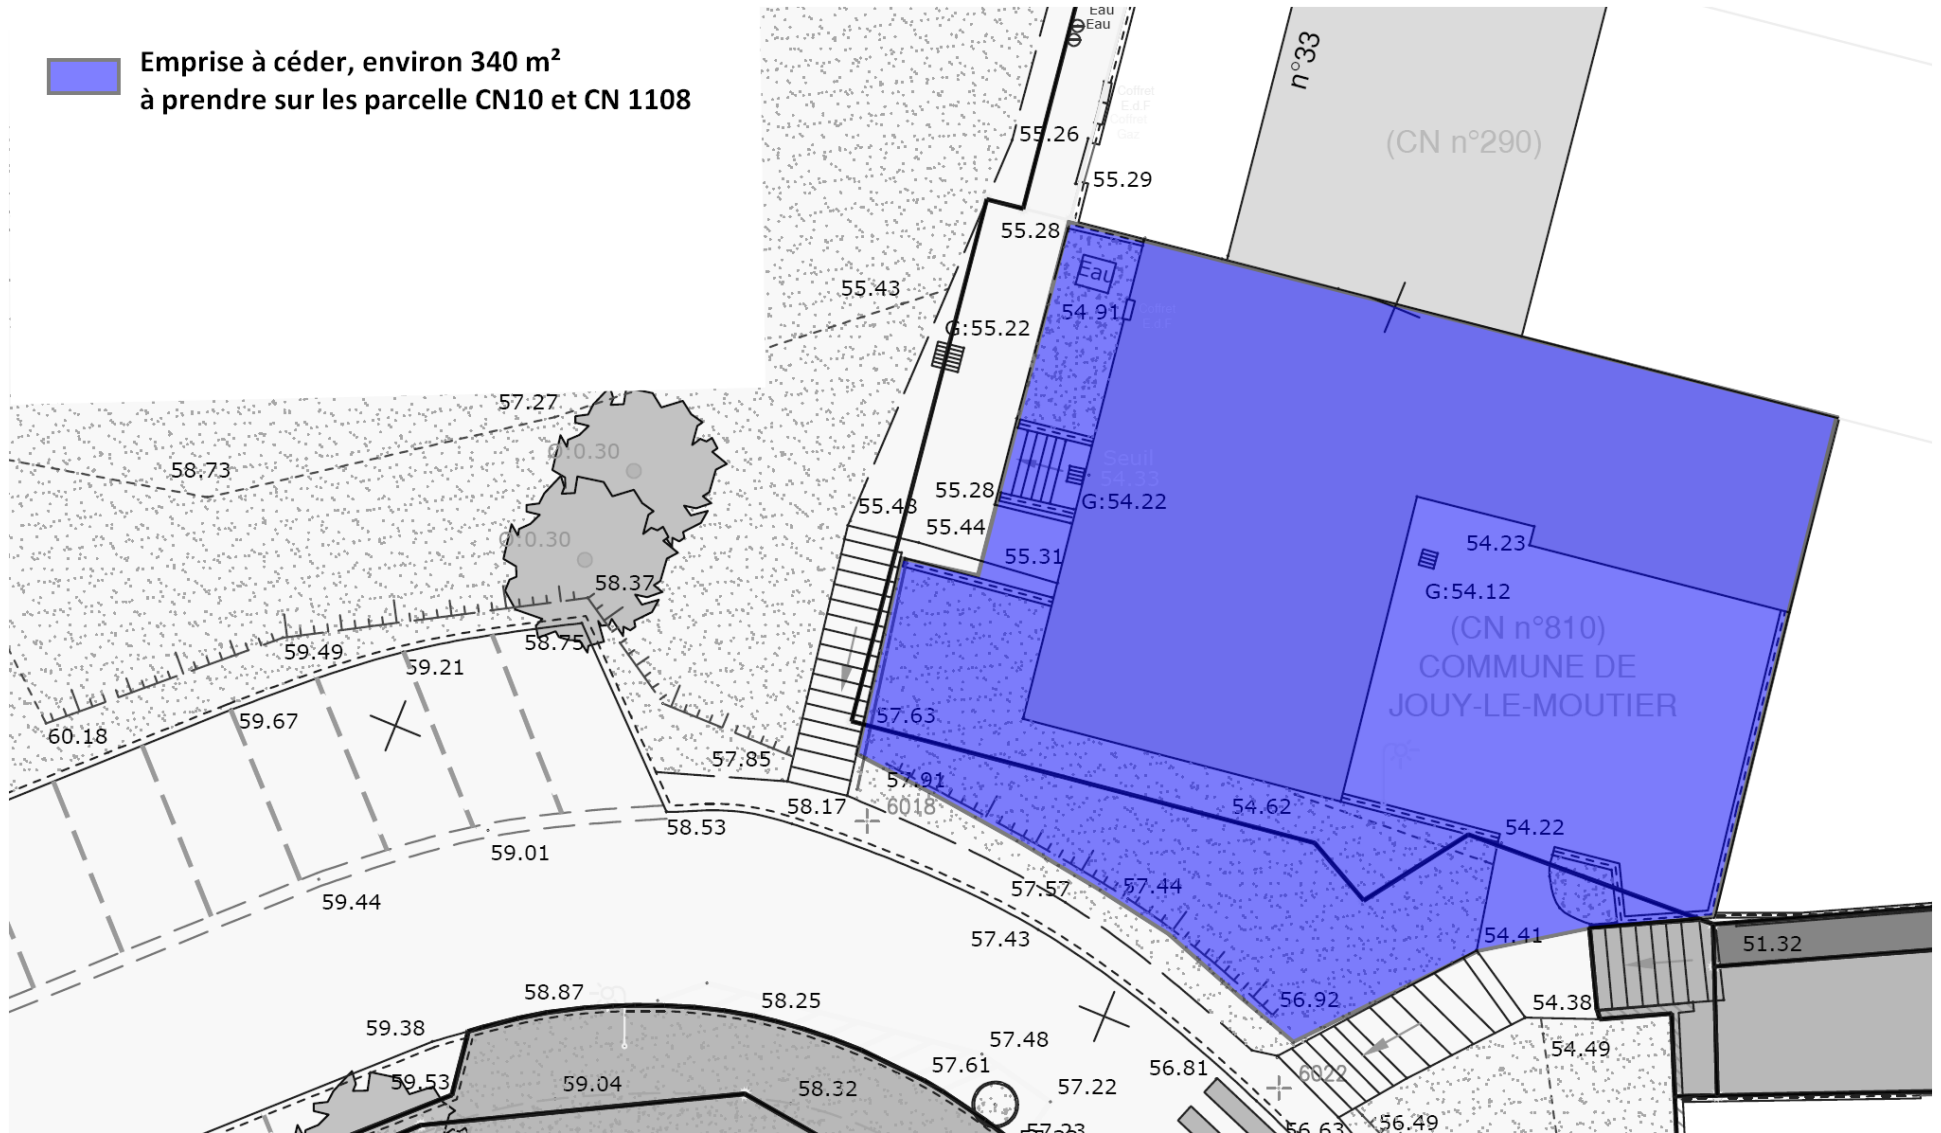 Emprise à céder, environ 340 m²
à prendre sur les parcelle CN10 et CN 1108
Eau
Eau
n°33
Coffret
E.d.F
Coffret
Gaz
55.26
(CN n°290)
55.29
55.28
Eau
55.43
54.91
Coffret
E.d.F
G:55.22
57.27
Ø:0.30
58.73
Seuil
54.33
55.28
G:54.22
55.43
55.44
Ø:0.30
54.23
55.31
58.37
G:54.12
(CN n°810)
COMMUNE DE
JOUY-LE-MOUTIER
58.75
59.49
59.21
59.67
57.63
60.18
57.85
57.91
58.17
6018
54.62
58.53
54.22
59.01
57.44
57.57
59.44
57.43
54.41
51.32
58.87
58.25
56.92
54.38
59.38
57.48
54.49
57.61
56.81
6022
59.53
59.04
58.32
57.22
56.49
56.63
57.23